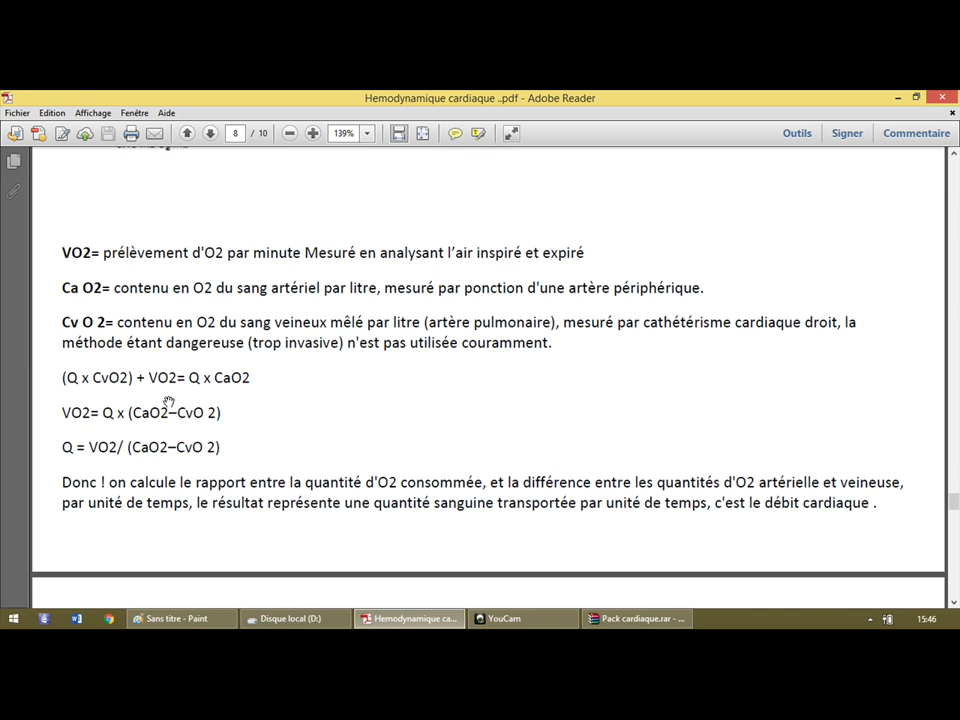 Hemodynamique cardiaque ..pdf - Adobe Reader
Fichier Edition Affichage Fenêtre Aide
8 / 10 139% Outils Signer Commentaire
VO2= prélèvement d'O2 par minute Mesuré en analysant l’air inspiré et expiré
Ca O2= contenu en O2 du sang artériel par litre, mesuré par ponction d'une artère périphérique.
Cv O 2= contenu en O2 du sang veineux mêlé par litre (artère pulmonaire), mesuré par cathétérisme cardiaque droit, la
méthode étant dangereuse (trop invasive) n'est pas utilisée couramment.
(Q x CvO2) + VO2= Q x CaO2
VO2= Q x (CaO2–CvO 2)
Q = VO2/ (CaO2–CvO 2)
Donc ! on calcule le rapport entre la quantité d'O2 consommée, et la différence entre les quantités d'O2 artérielle et veineuse,
par unité de temps, le résultat représente une quantité sanguine transportée par unité de temps, c'est le débit cardiaque .
Sans titre - Paint Disque local (D:) Hemodynamique ca... YouCam Pack cardiaque.rar - ... 15:46